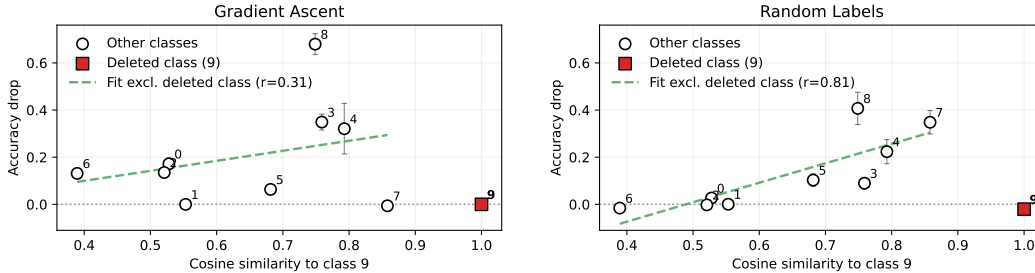 Gradient Ascent
Other classes
Deleted class (9)
Fit excl. deleted class (r=0.31)
Accuracy drop
0.6
0.4
0.2
0.0
8
3
4
0
2
6
5
1
7
9
0.4 0.5 0.6 0.7 0.8 0.9 1.0
Cosine similarity to class 9
Random Labels
Other classes
Deleted class (9)
Fit excl. deleted class (r=0.81)
Accuracy drop
0.6
0.4
0.2
0.0
8
7
4
5
3
0
2
1
6
9
0.4 0.5 0.6 0.7 0.8 0.9 1.0
Cosine similarity to class 9